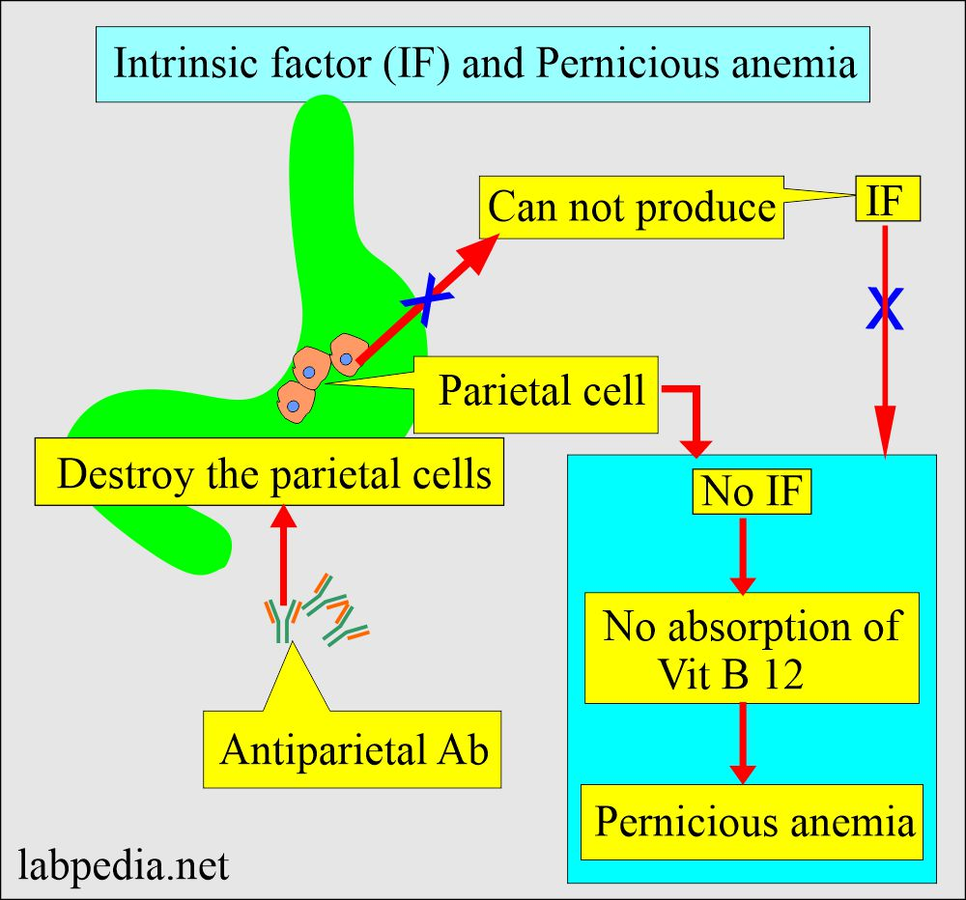 Intrinsic factor (IF) and Pernicious anemia
Can not produce
IF
Parietal cell
Destroy the parietal cells
No IF
No absorption of
Vit B 12
Antiparietal Ab
Pernicious anemia
labpedia.net